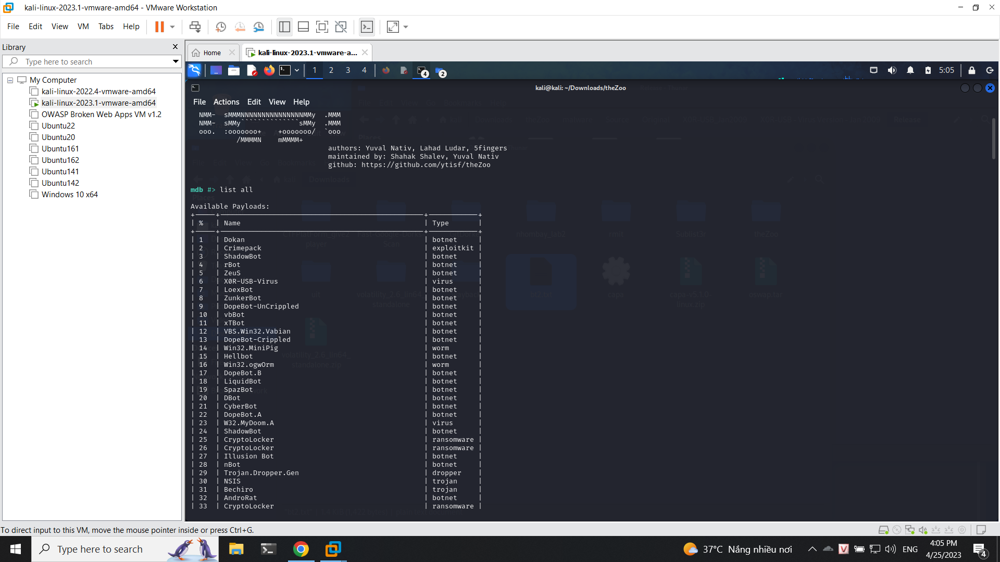 kali-linux-2023.1-vmware-amd64 - VMware Workstation
File Edit View VM Tabs Help
Library
Type here to search
My Computer
kali-linux-2022.4-vmware-amd64
kali-linux-2023.1-vmware-amd64
OWASP Broken Web Apps VM v1.2
Ubuntu22
Ubuntu20
Ubuntu161
Ubuntu162
Ubuntu141
Ubuntu142
Windows 10 x64
Home
kali-linux-2023.1-vmware-a...
1 2 3 4
4
2
5:05
kali@kali: ~/Downloads/theZoo
File Actions Edit View Help
NMM-  sMMMNNNNNNNNNNNNNNNMMy  .MMM
NMM-  sMMy``````````````sMMy  .MMM
ooo.  :ooooooo+    +ooooooo/  `ooo
/MMMMN    mMMMM+
authors: Yuval Nativ, Lahad Ludar, 5fingers
maintained by: Shahak Shalev, Yuval Nativ
github: https://github.com/ytisf/theZoo
mdb #> list all
Available Payloads:
| % | Name | Type |
| 1 | Dokan | botnet |
| 2 | Crimepack | exploitkit |
| 3 | ShadowBot | botnet |
| 4 | rBot | botnet |
| 5 | ZeuS | botnet |
| 6 | X0R-USB-Virus | virus |
| 7 | LoexBot | botnet |
| 8 | ZunkerBot | botnet |
| 9 | DopeBot-UnCrippled | botnet |
| 10 | vbBot | botnet |
| 11 | xTBot | botnet |
| 12 | VBS.Win32.Vabian | botnet |
| 13 | DopeBot-Crippled | botnet |
| 14 | Win32.MiniPig | worm |
| 15 | Hellbot | botnet |
| 16 | Win32.ogwOrm | worm |
| 17 | DopeBot.B | botnet |
| 18 | LiquidBot | botnet |
| 19 | SpazBot | botnet |
| 20 | DBot | botnet |
| 21 | CyberBot | botnet |
| 22 | DopeBot.A | botnet |
| 23 | W32.MyDoom.A | virus |
| 24 | ShadowBot | botnet |
| 25 | CryptoLocker | ransomware |
| 26 | CryptoLocker | ransomware |
| 27 | Illusion Bot | botnet |
| 28 | nBot | botnet |
| 29 | Trojan.Dropper.Gen | dropper |
| 30 | NSIS | trojan |
| 31 | Bechiro | trojan |
| 32 | AndroRat | botnet |
| 33 | CryptoLocker | ransomware |
To direct input to this VM, move the mouse pointer inside or press Ctrl+G.
Type here to search
37°C Nắng nhiều nơi
ENG
4:05 PM
4/25/2023
4